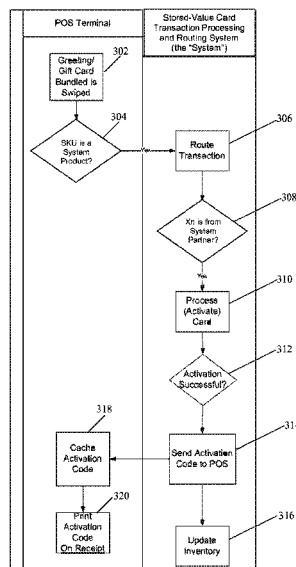 POS Terminal
Stored-Value Card
Transaction Processing
and Routing System
(the "System")
302
Greeting/
Gift Card
Bundled is
Swiped
304
SKU is a
System
Product?
Yes
306
Route
Transaction
308
Xn is from
System
Partner?
Yes
310
Process
(Activate)
Card
312
Activation
Successful?
314
Send Activation
Code to POS
318
Cache
Activation
Code
320
Print
Activation
Code
On Receipt
316
Update
Inventory